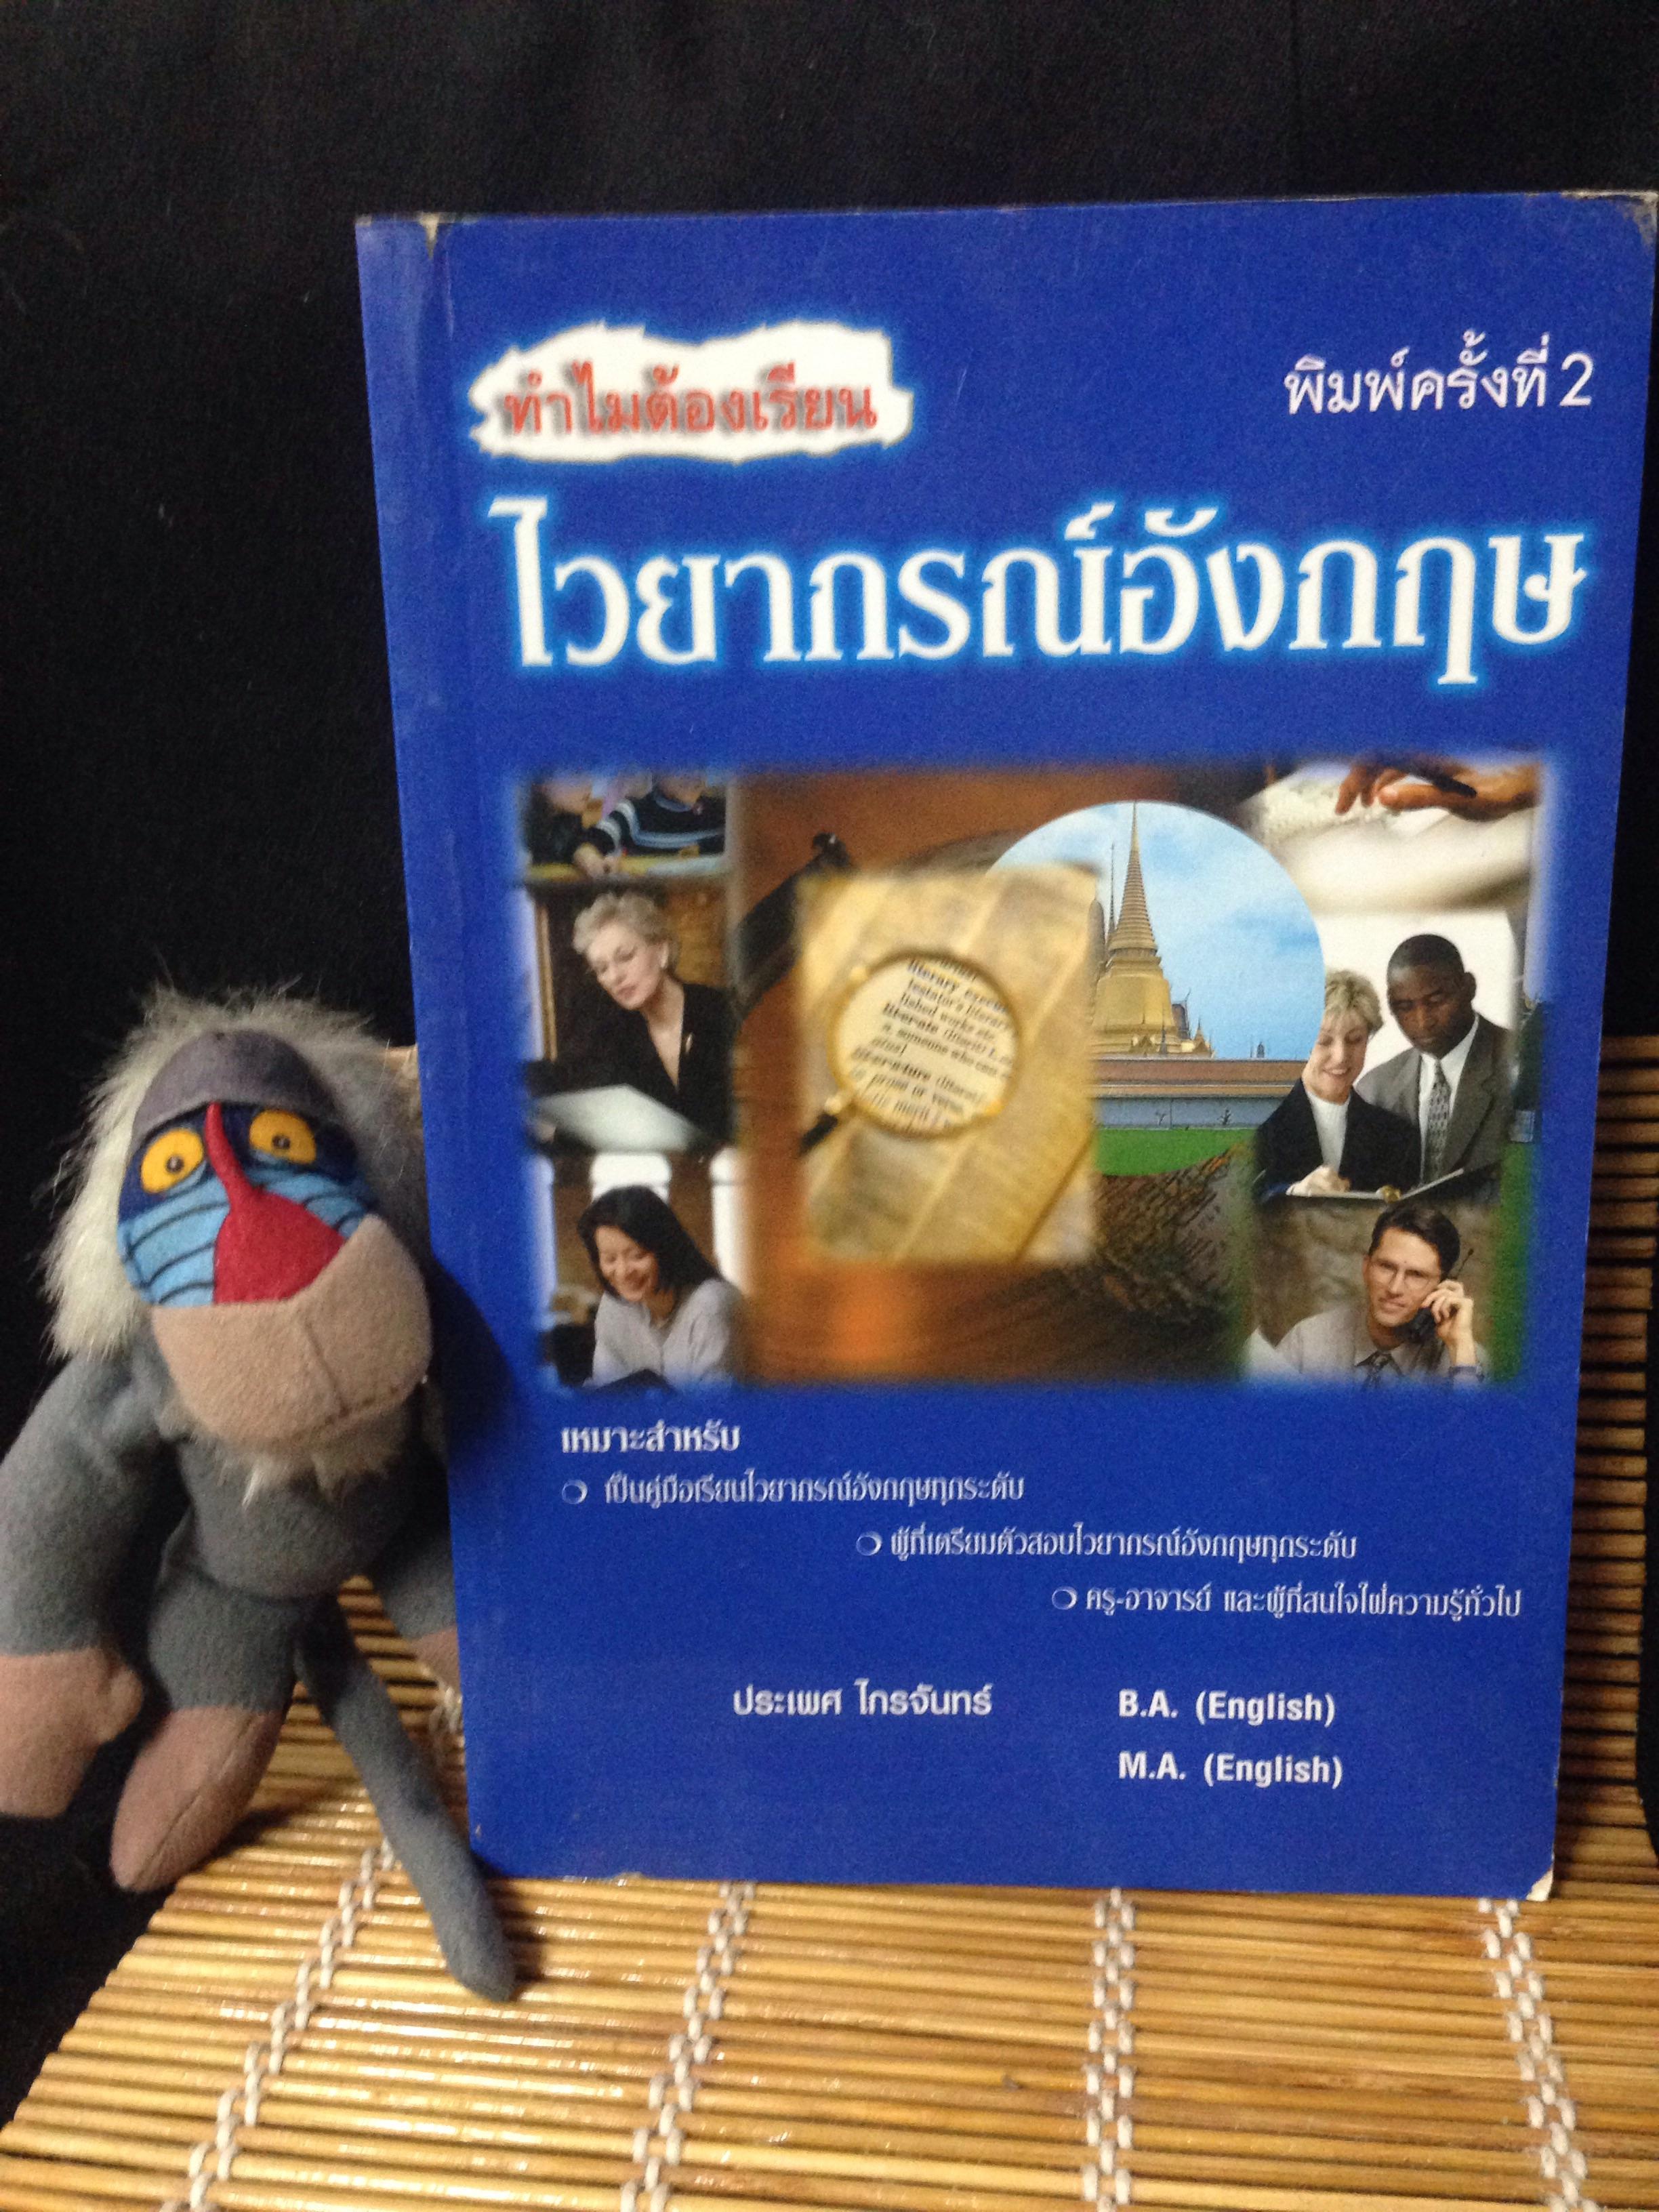 ทำไมต้องเรียน
พิมพ์ครั้งที่ 2
ไวยากรณ์อังกฤษ
literary
literate
literature
prose or verse
เหมาะสำหรับ
❍ เป็นคู่มือเรียนไวยากรณ์อังกฤษทุกระดับ
❍ ผู้ที่เตรียมตัวสอบไวยากรณ์อังกฤษทุกระดับ
❍ ครู-อาจารย์ และผู้ที่สนใจใฝ่ความรู้ทั่วไป
ประเพศ ไกรจันทร์ B.A. (English)
M.A. (English)